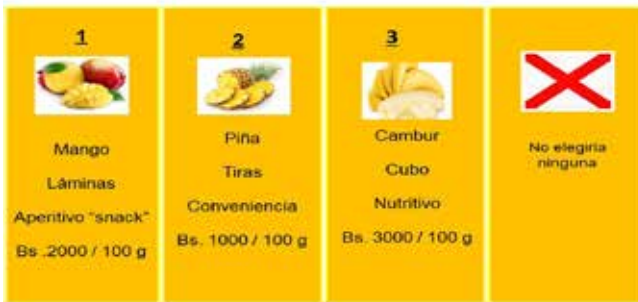 1
Mango
Láminas
Aperitivo "snack"
Bs .2000 / 100 g
2
Piña
Tiras
Conveniencia
Bs. 1000 / 100 g
3
Cambur
Cubo
Nutritivo
Bs. 3000 / 100 g
No elegiría
ninguna